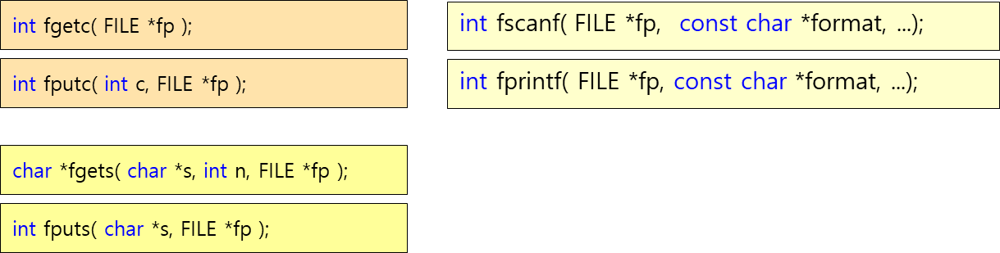 int fgetc( FILE *fp );
int fputc( int c, FILE *fp );
char *fgets( char *s, int n, FILE *fp );
int fputs( char *s, FILE *fp );
int fscanf( FILE *fp,  const char *format, ...);
int fprintf( FILE *fp, const char *format, ...);